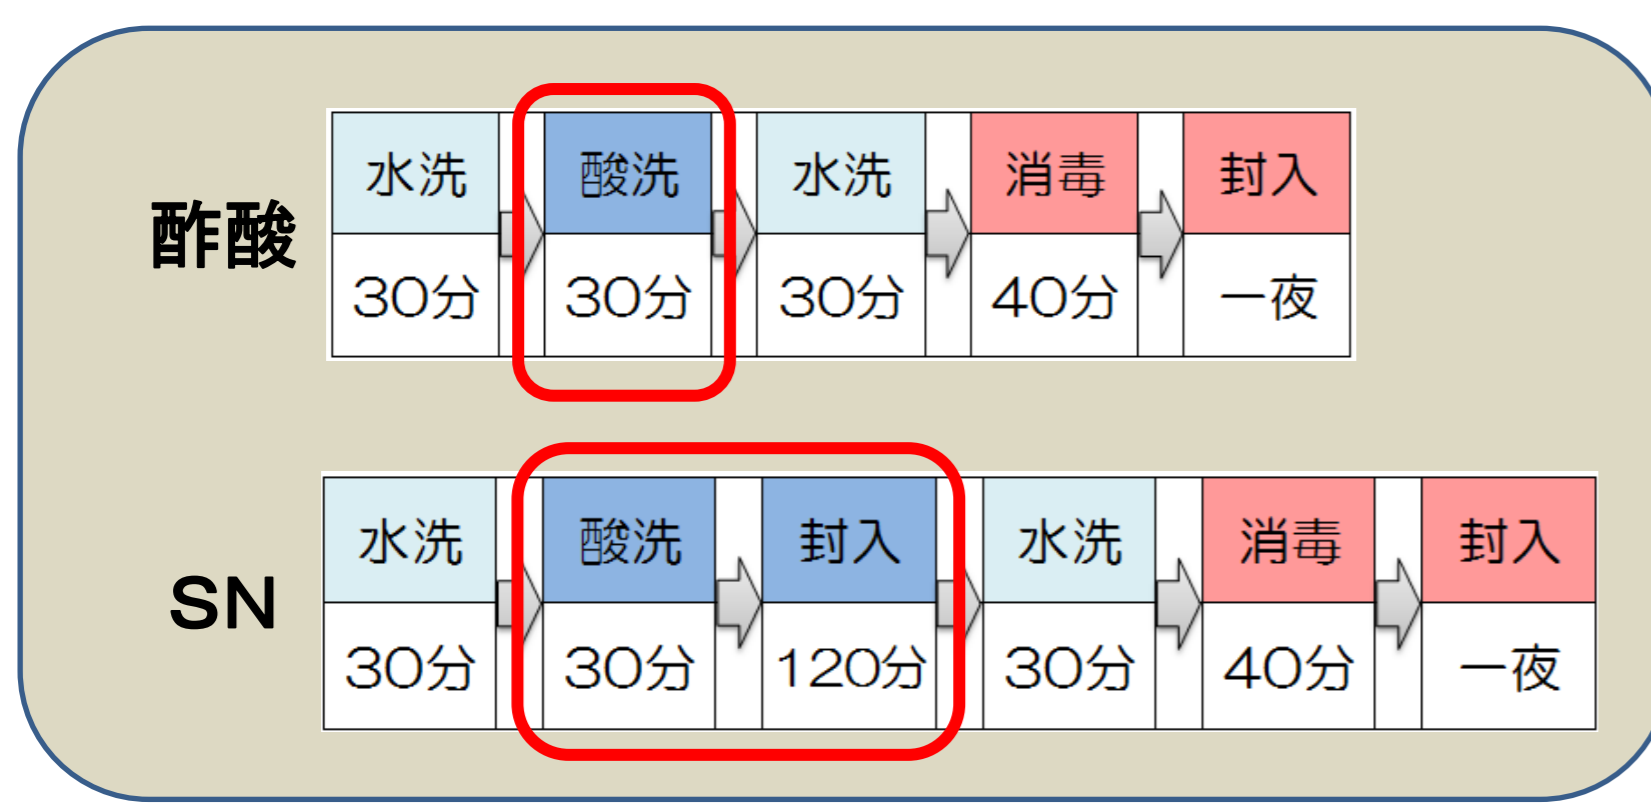 酢酸
水洗 酸洗 水洗 消毒 封入
30分 30分 30分 40分 一夜
SN
水洗 酸洗 封入 水洗 消毒 封入
30分 30分 120分 30分 40分 一夜